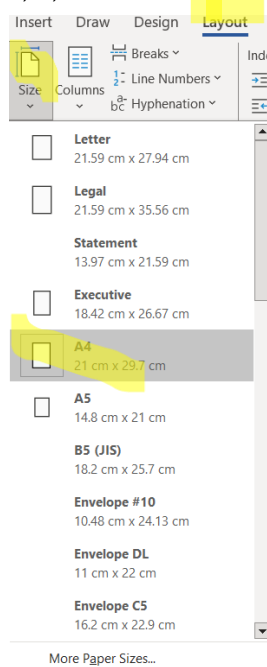 Insert Draw Design Layout
Breaks
Size Columns Line Numbers
Hyphenation
Letter
21.59 cm x 27.94 cm
Legal
21.59 cm x 35.56 cm
Statement
13.97 cm x 21.59 cm
Executive
18.42 cm x 26.67 cm
A4
21 cm x 29.7 cm
A5
14.8 cm x 21 cm
B5 (JIS)
18.2 cm x 25.7 cm
Envelope #10
10.48 cm x 24.13 cm
Envelope DL
11 cm x 22 cm
Envelope C5
16.2 cm x 22.9 cm
More Paper Sizes...